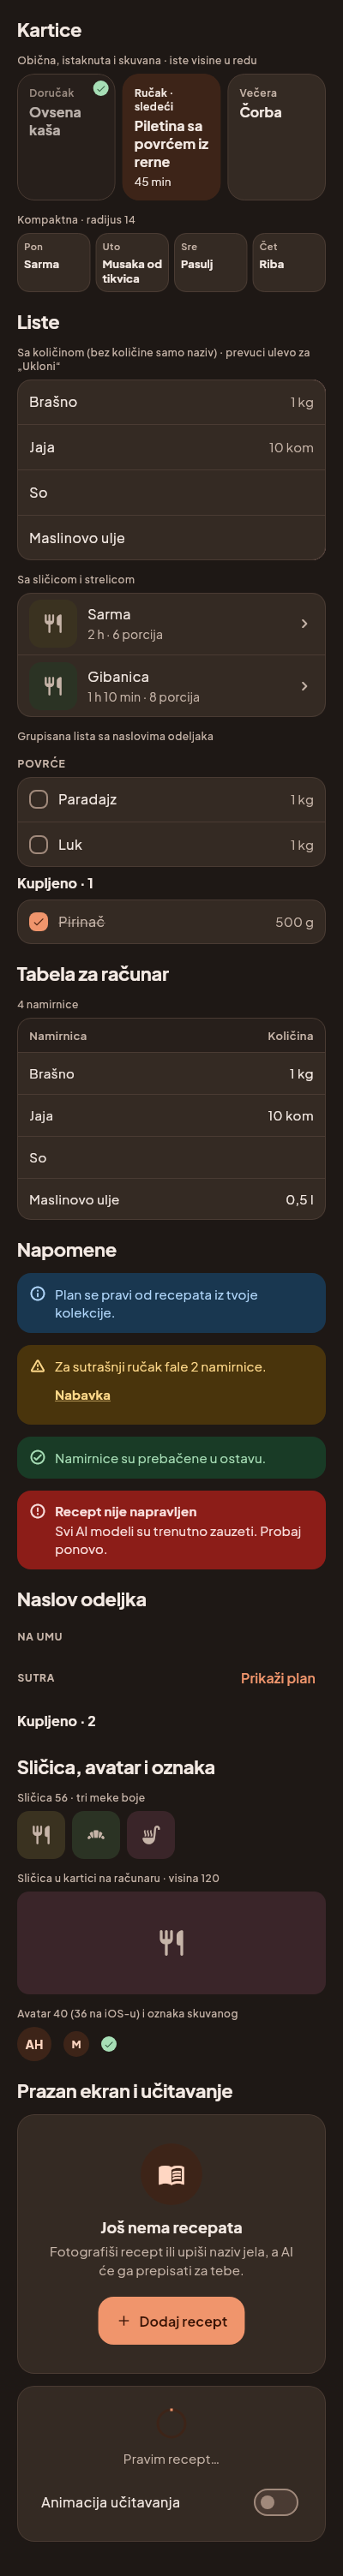 Kartice
Obična, istaknuta i skuvana · iste visine u redu
Doručak
Ovsena
kaša
Ručak ·
sledeći
Piletina sa
povrćem iz
rerne
45 min
Večera
Čorba
Kompaktna · radijus 14
Pon
Sarma
Uto
Musaka od
tikvica
Sre
Pasulj
Čet
Riba
Liste
Sa količinom (bez količine samo naziv) · prevuci ulevo za
„Ukloni“
Brašno 1 kg
Jaja 10 kom
So
Maslinovo ulje
Sa sličicom i strelicom
Sarma
2 h · 6 porcija
Gibanica
1 h 10 min · 8 porcija
Grupisana lista sa naslovima odeljaka
POVRĆE
Paradajz 1 kg
Luk 1 kg
Kupljeno · 1
Pirinač 500 g
Tabela za računar
4 namirnice
Namirnica Količina
Brašno 1 kg
Jaja 10 kom
So
Maslinovo ulje 0,5 l
Napomene
Plan se pravi od recepata iz tvoje
kolekcije.
Za sutrašnji ručak fale 2 namirnice.
Nabavka
Namirnice su prebačene u ostavu.
Recept nije napravljen
Svi AI modeli su trenutno zauzeti. Probaj
ponovo.
Naslov odeljka
NA UMU
SUTRA Prikaži plan
Kupljeno · 2
Sličica, avatar i oznaka
Sličica 56 · tri meke boje
Sličica u kartici na računaru · visina 120
Avatar 40 (36 na iOS-u) i oznaka skuvanog
AH M
Prazan ekran i učitavanje
Još nema recepata
Fotografiši recept ili upiši naziv jela, a AI
će ga prepisati za tebe.
Dodaj recept
Pravim recept…
Animacija učitavanja